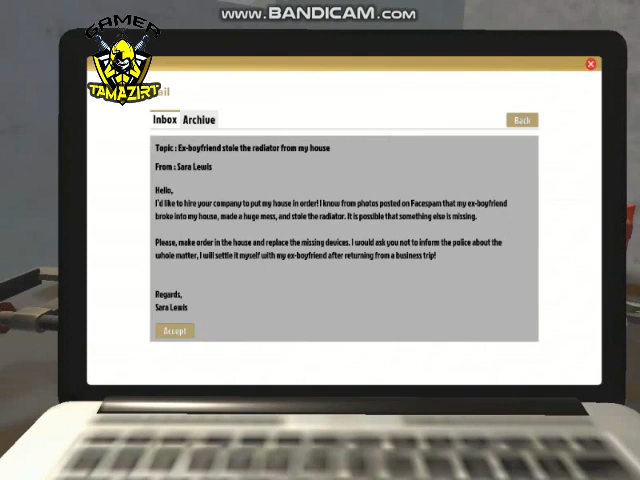 www.BANDICAM.com
GAMER
TAMAZIRT
ail
Inbox Archive
Back
Topic : Ex-boyfriend stole the radiator from my house
From : Sara Lewis
Hello,
I'd like to hire your company to put my house in order! I know from photos posted on Facespam that my ex-boyfriend
broke into my house, made a huge mess, and stole the radiator. It is possible that something else is missing.
Please, make order in the house and replace the missing devices. I would ask you not to inform the police about the
whole matter, I will settle it myself with my ex-boyfriend after returning from a business trip!
Regards,
Sara Lewis
Accept